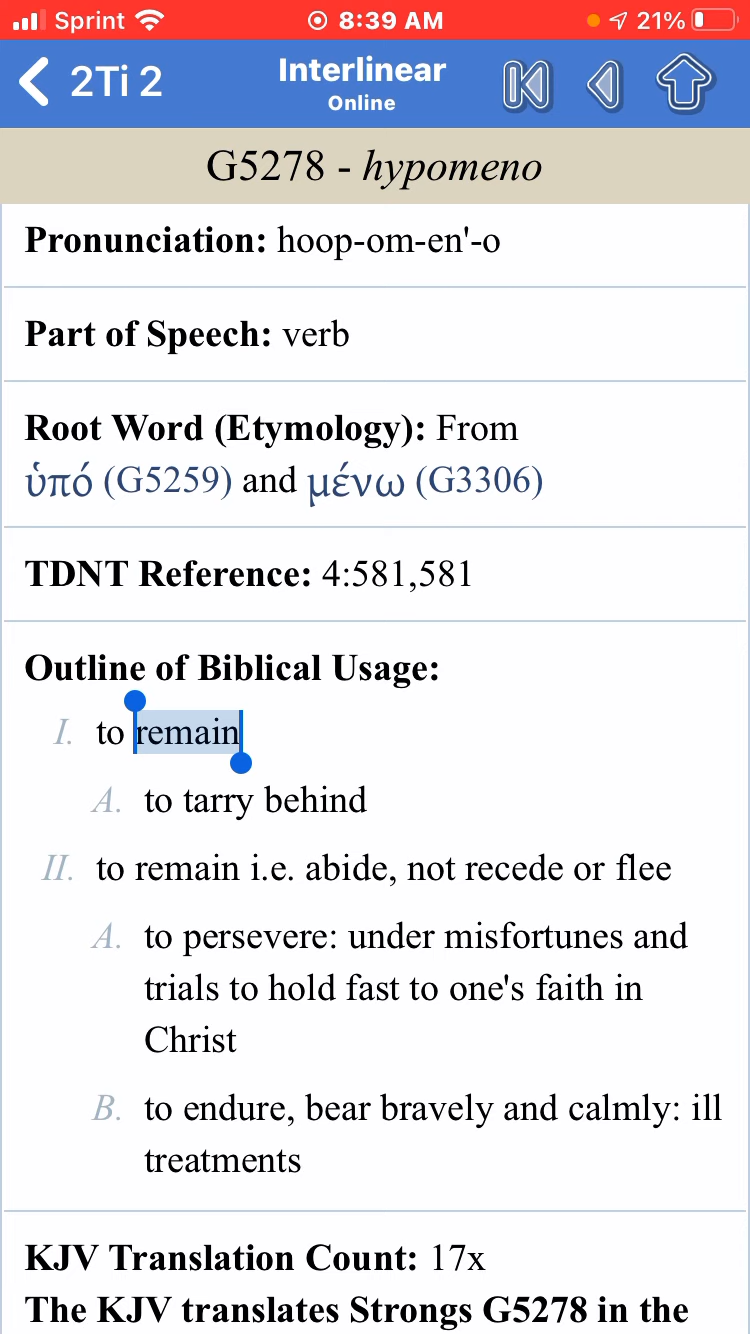 Sprint 8:39 AM 21%
2Ti 2 Interlinear
Online
G5278 - hypomeno
Pronunciation: hoop-om-en'-o
Part of Speech: verb
Root Word (Etymology): From
ὑπό (G5259) and μένω (G3306)
TDNT Reference: 4:581,581
Outline of Biblical Usage:
I. to remain
A. to tarry behind
II. to remain i.e. abide, not recede or flee
A. to persevere: under misfortunes and
trials to hold fast to one's faith in
Christ
B. to endure, bear bravely and calmly: ill
treatments
KJV Translation Count: 17x
The KJV translates Strongs G5278 in the